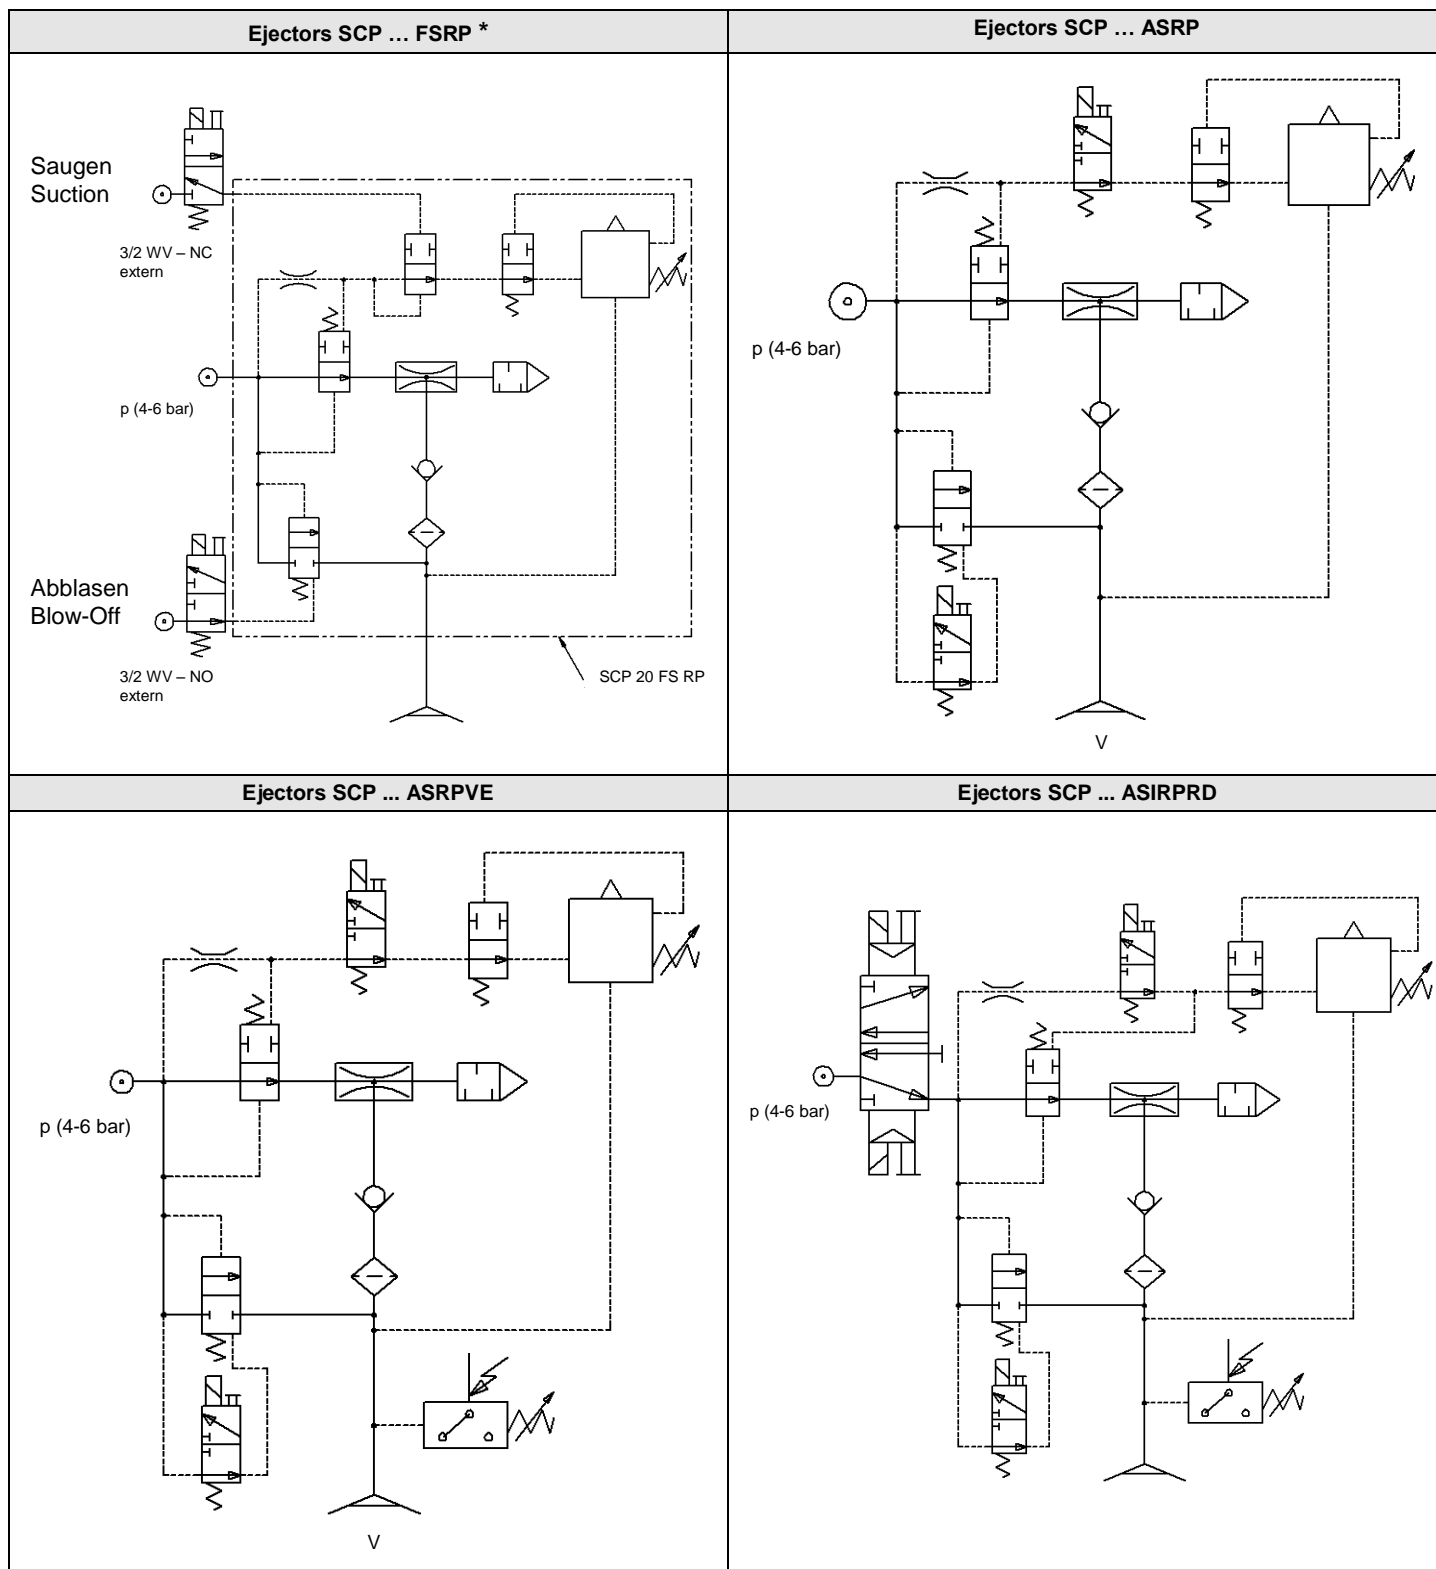 Ejectors SCP … FSRP *
Ejectors SCP … ASRP
Saugen
Suction
3/2 WV – NC
extern
p (4-6 bar)
Abblasen
Blow-Off
3/2 WV – NO
extern
SCP 20 FS RP
p (4-6 bar)
V
Ejectors SCP ... ASRPVE
Ejectors SCP ... ASIRPRD
p (4-6 bar)
V
p (4-6 bar)